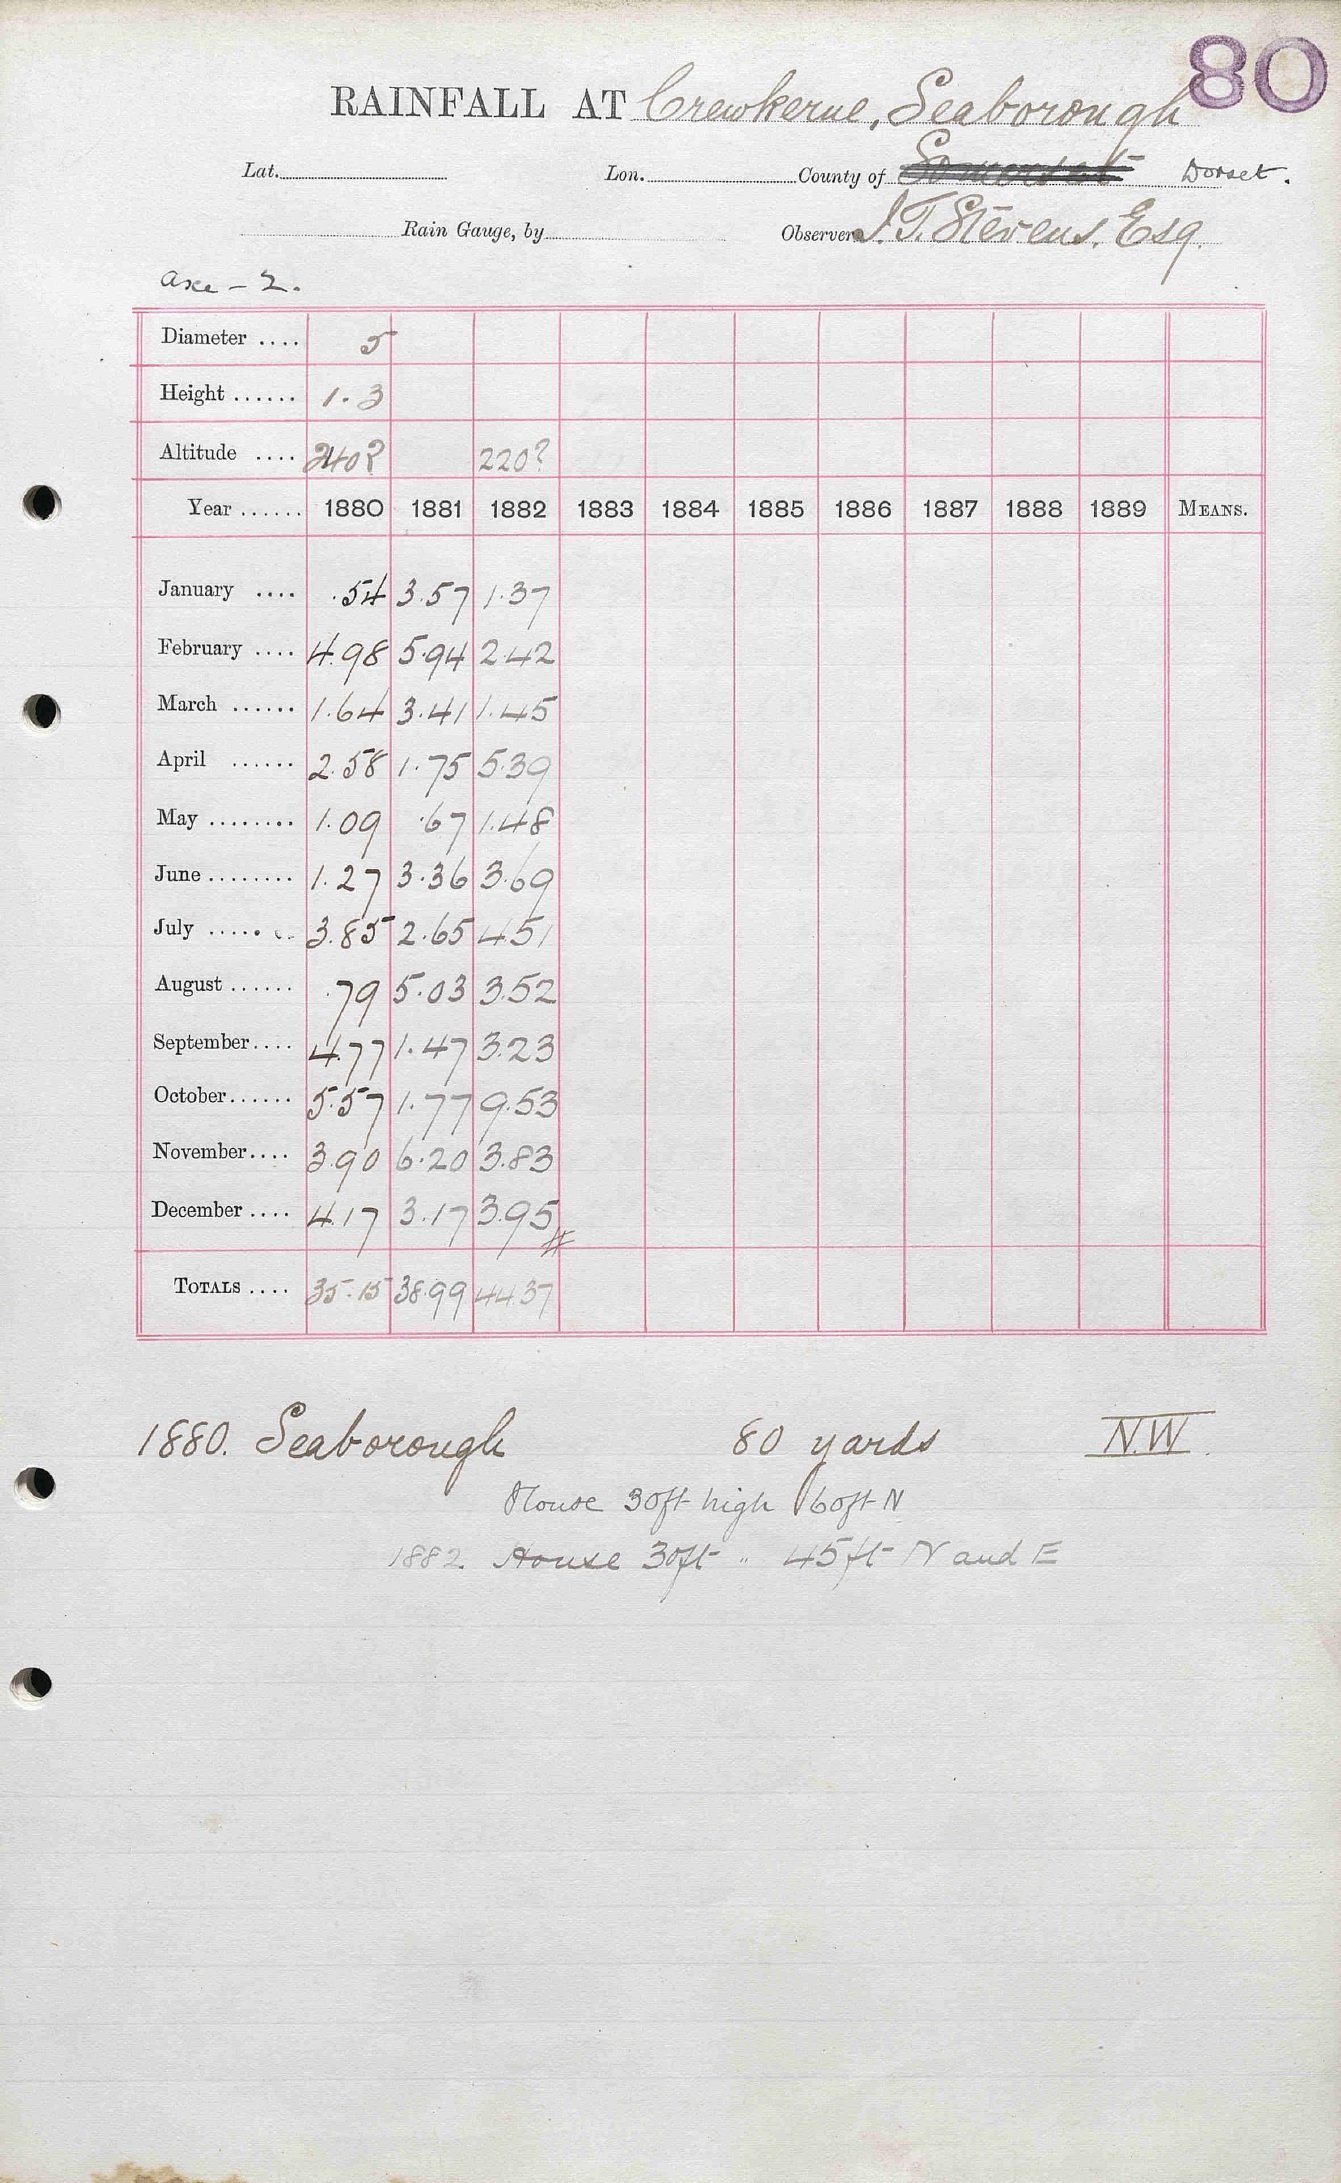 80
RAINFALL AT Crewkerne, Seaborough
Lat. Lon. County of Somerset Dorset.
Rain Gauge, by Observer J. T. Stevens, Esq.
Axe - 2.
Diameter .... 5
Height ...... 1.3
Altitude .... 240? 220?
Year ...... 1880 1881 1882 1883 1884 1885 1886 1887 1888 1889 MEANS.
January .... .54 3.57 1.37
February .... 4.98 5.94 2.42
March ...... 1.64 3.41 1.45
April ...... 2.58 1.75 5.39
May ........ 1.09 .67 1.48
June ........ 1.27 3.36 3.69
July ...... 3.85 2.65 4.51
August ...... .79 5.03 3.52
September .... 4.77 1.47 3.23
October ...... 5.57 1.77 9.53
November .... 3.90 6.20 3.83
December .... 4.17 3.17 3.95 #
TOTALS .... 35.15 38.99 44.37
1880. Seaborough 80 yards N.W.
House 30ft high 60ft N
1882. House 30ft " 45ft N and E